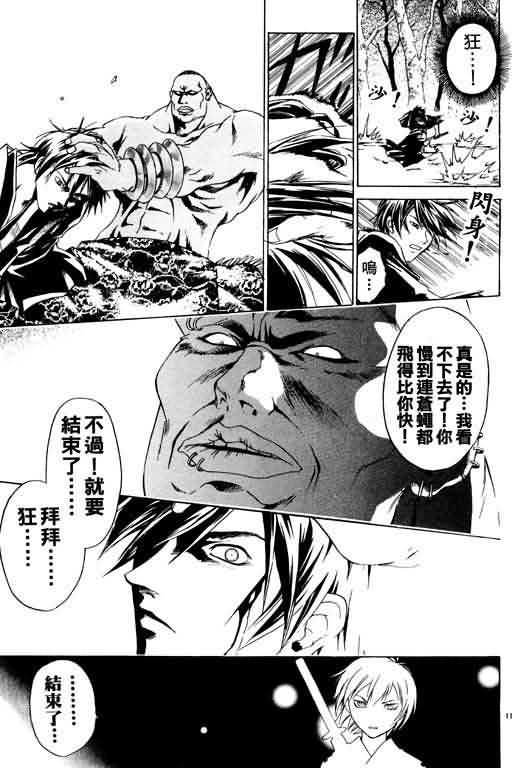 狂…！
沙！
沙！
閃身！
嗚…
真是的…我看
不下去了！你
慢到連蒼蠅都
飛得比你快！
不過！就要
結束了……
拜拜……
狂……
………
結束了…
11